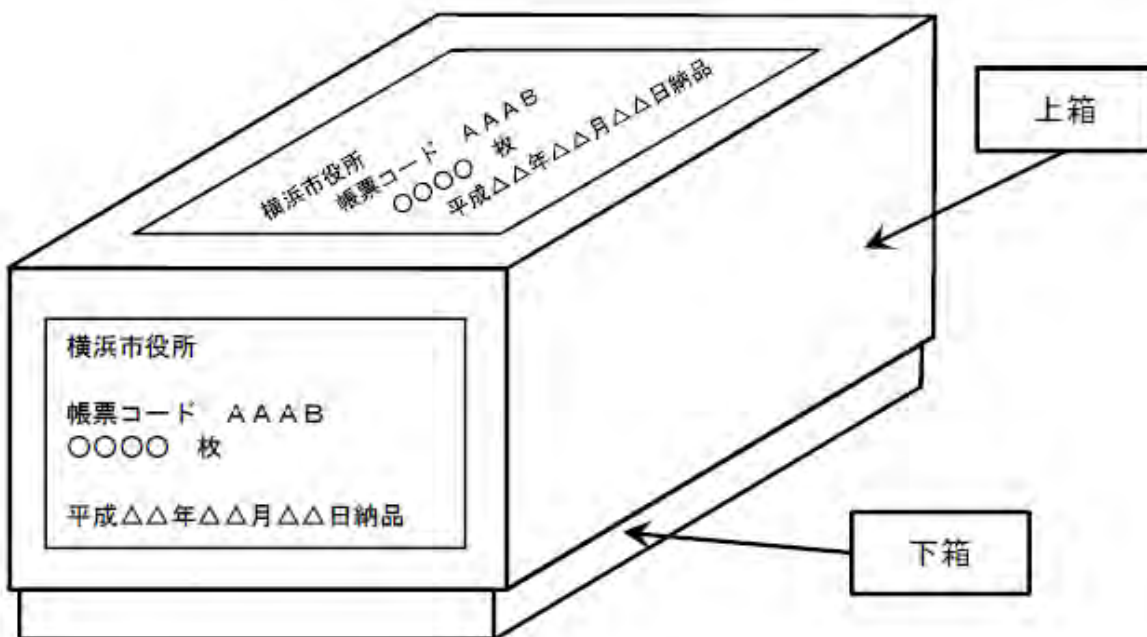 横浜市役所
帳票コード　ＡＡＡＢ
〇〇〇〇　枚
平成△△年△△月△△日納品
上箱
横浜市役所
帳票コード　ＡＡＡＢ
〇〇〇〇　枚
平成△△年△△月△△日納品
下箱